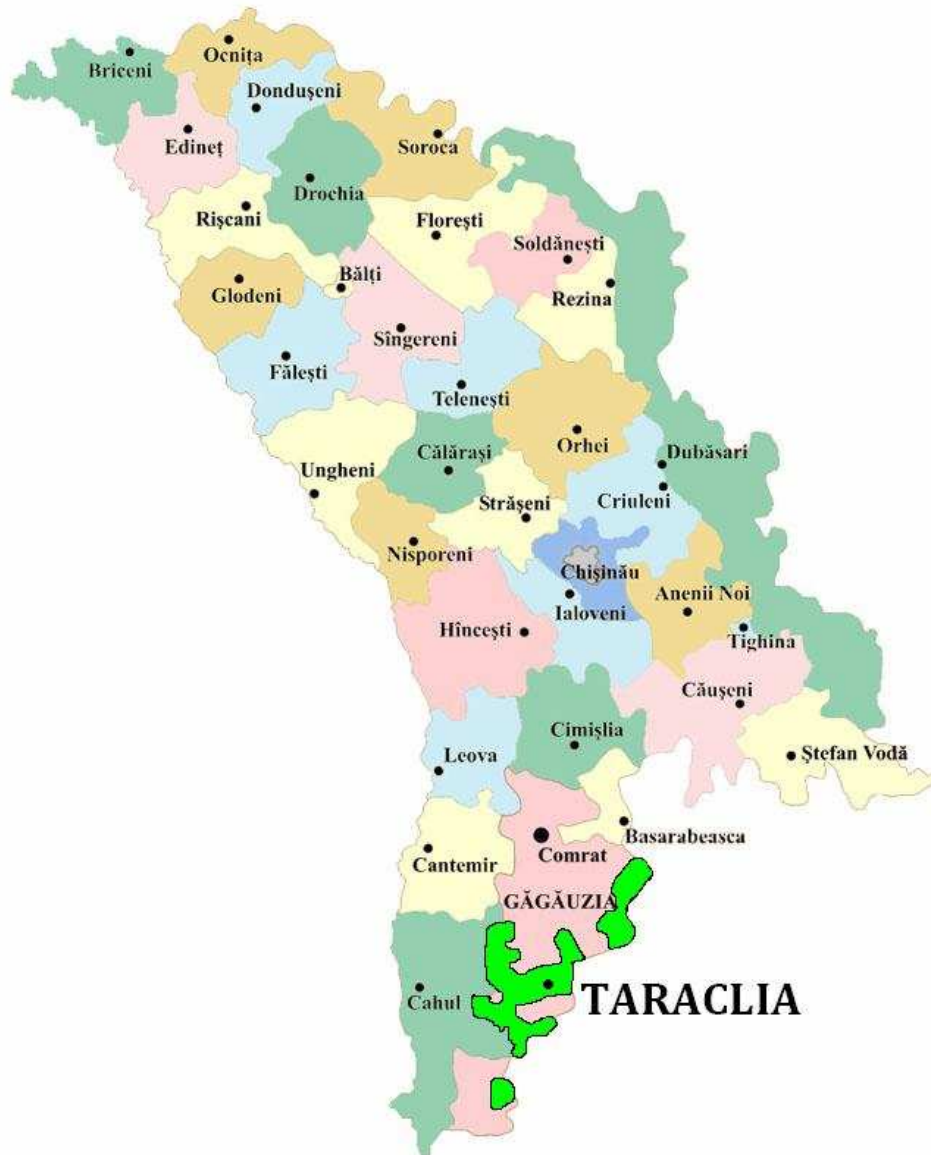 Ocnița
Briceni
Dondușeni
Edineț
Soroca
Drochia
Rîșcani
Florești
Soldănești
Bălți
Glodeni
Rezina
Sîngereni
Fălești
Telenești
Orhei
Călărași
Dubăsari
Ungheni
Criuleni
Strășeni
Nisporeni
Chișinău
Anenii Noi
Ialoveni
Hîncești
Tighina
Căușeni
Cimișlia
Leova
Ștefan Vodă
Basarabeasca
Comrat
Cantemir
GĂGĂUZIA
Cahul
TARACLIA